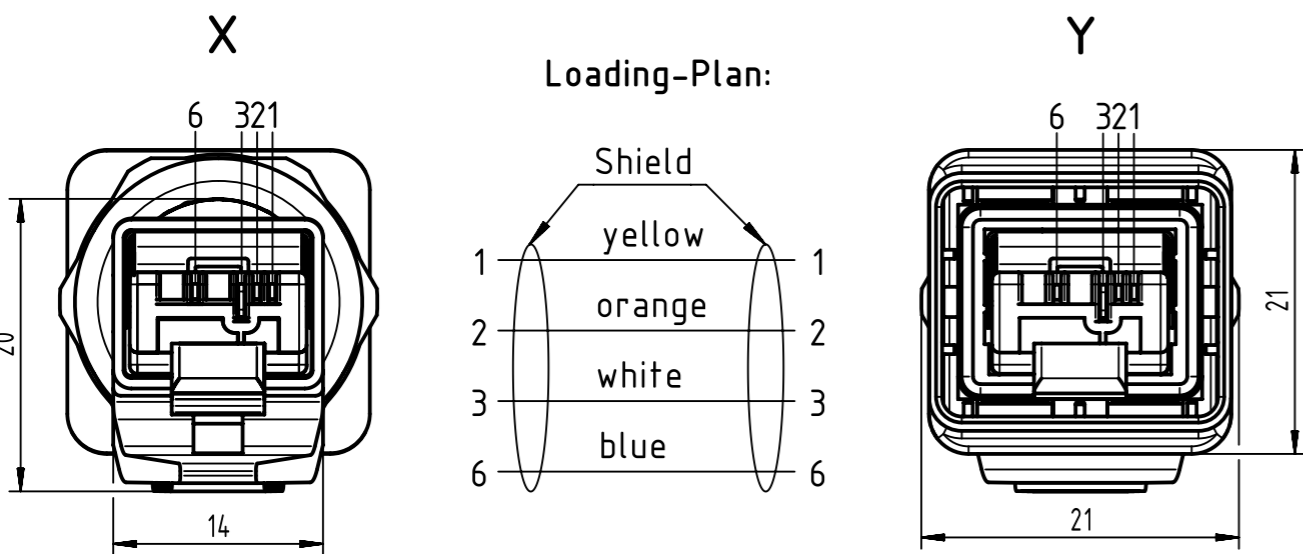 X
Y
Loading-Plan:
6 321
6 321
Shield
yellow
1 1
orange
2 2
white
3 3
blue
6 6
20
21
14
21